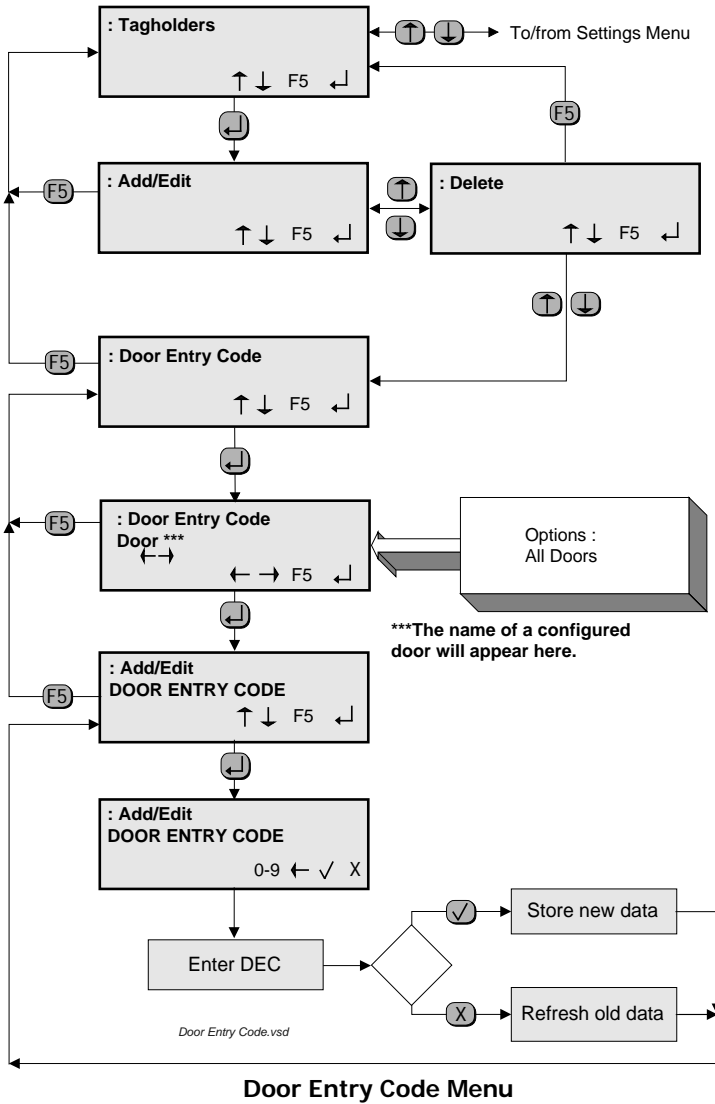 : Tagholders
↑ ↓ F5 ↵
↑ ↓ To/from Settings Menu
↵
F5
F5
: Add/Edit
↑ ↓ F5 ↵
↑
↓
: Delete
↑ ↓ F5 ↵
↑ ↓
F5
: Door Entry Code
↑ ↓ F5 ↵
↵
F5
: Door Entry Code
Door ***
←→
← → F5 ↵
Options :
All Doors
***The name of a configured
door will appear here.
↵
F5
: Add/Edit
DOOR ENTRY CODE
↑ ↓ F5 ↵
↵
: Add/Edit
DOOR ENTRY CODE
0-9 ← √ X
Enter DEC
√
Store new data
X
Refresh old data
Door Entry Code.vsd
Door Entry Code Menu